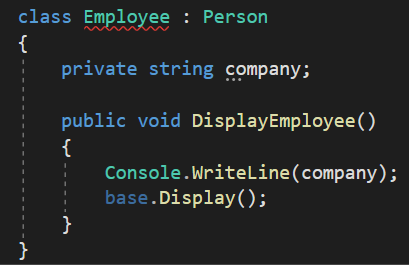 class Employee : Person
{
    private string company;

    public void DisplayEmployee()
    {
        Console.WriteLine(company);
        base.Display();
    }
}